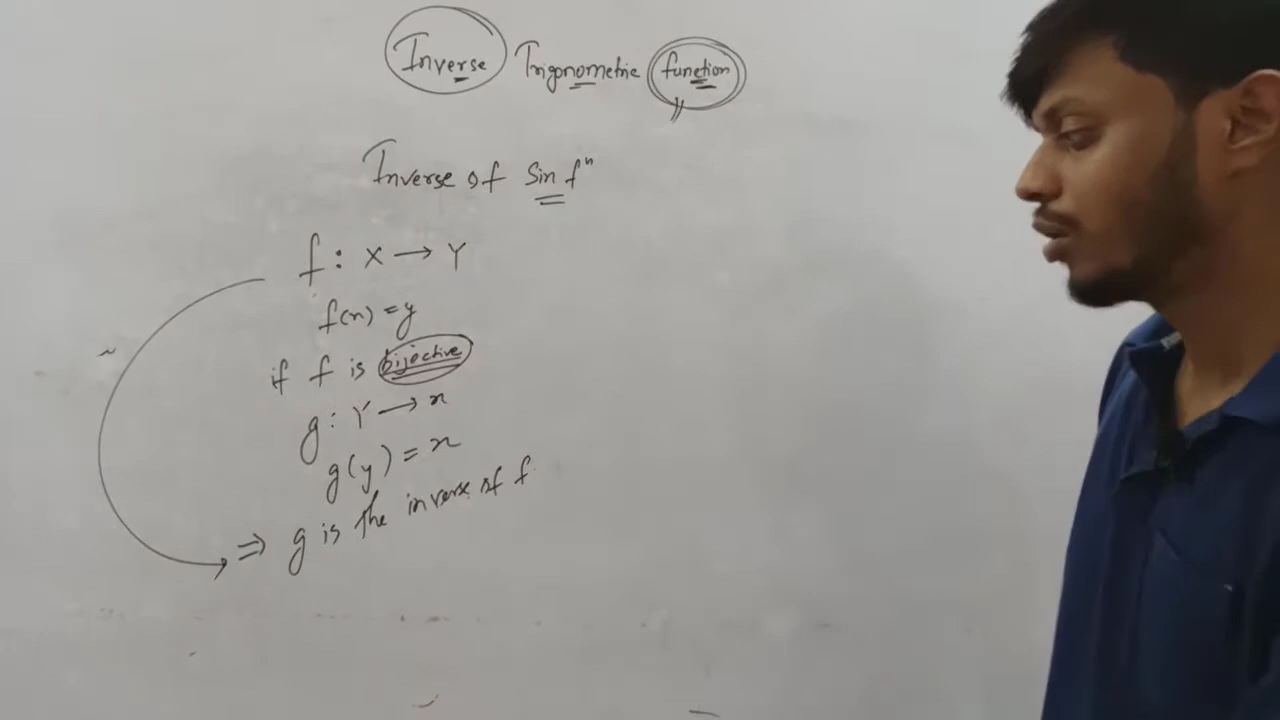 Inverse Trigonometric function
Inverse of Sin fⁿ
f : X → Y
f(x) = y
if f is bijective
g : Y → x
g(y) = x
⇒ g is the inverse of f